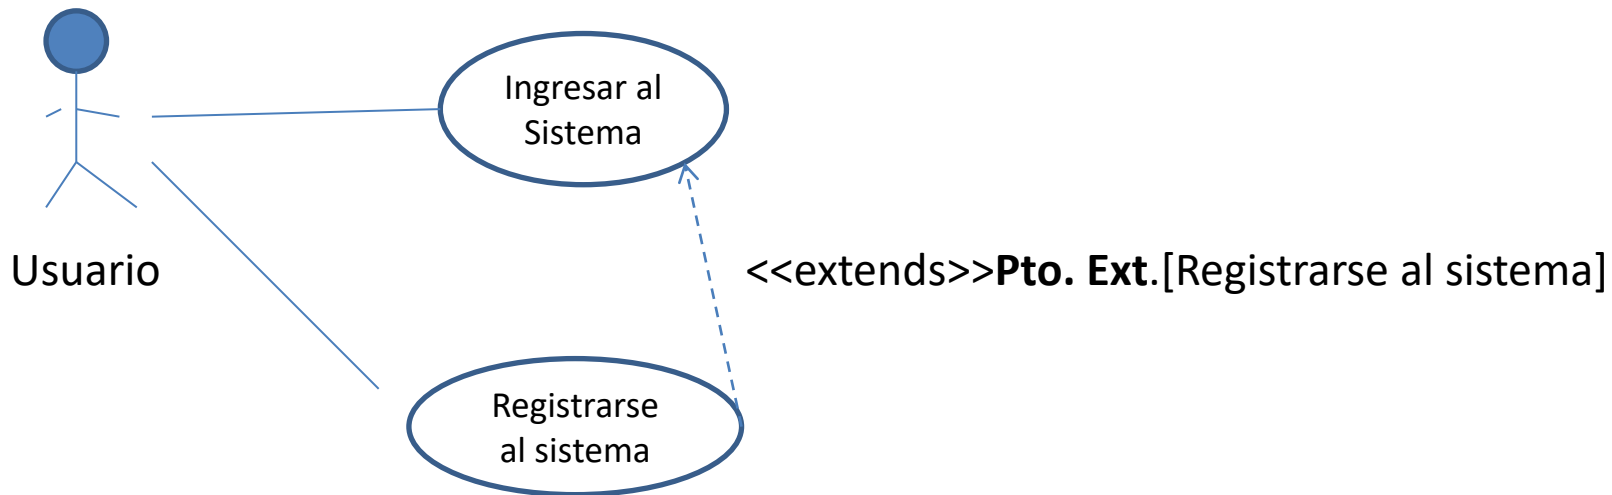 Ingresar al
Sistema
Usuario
<<extends>>Pto. Ext.[Registrarse al sistema]
Registrarse
al sistema